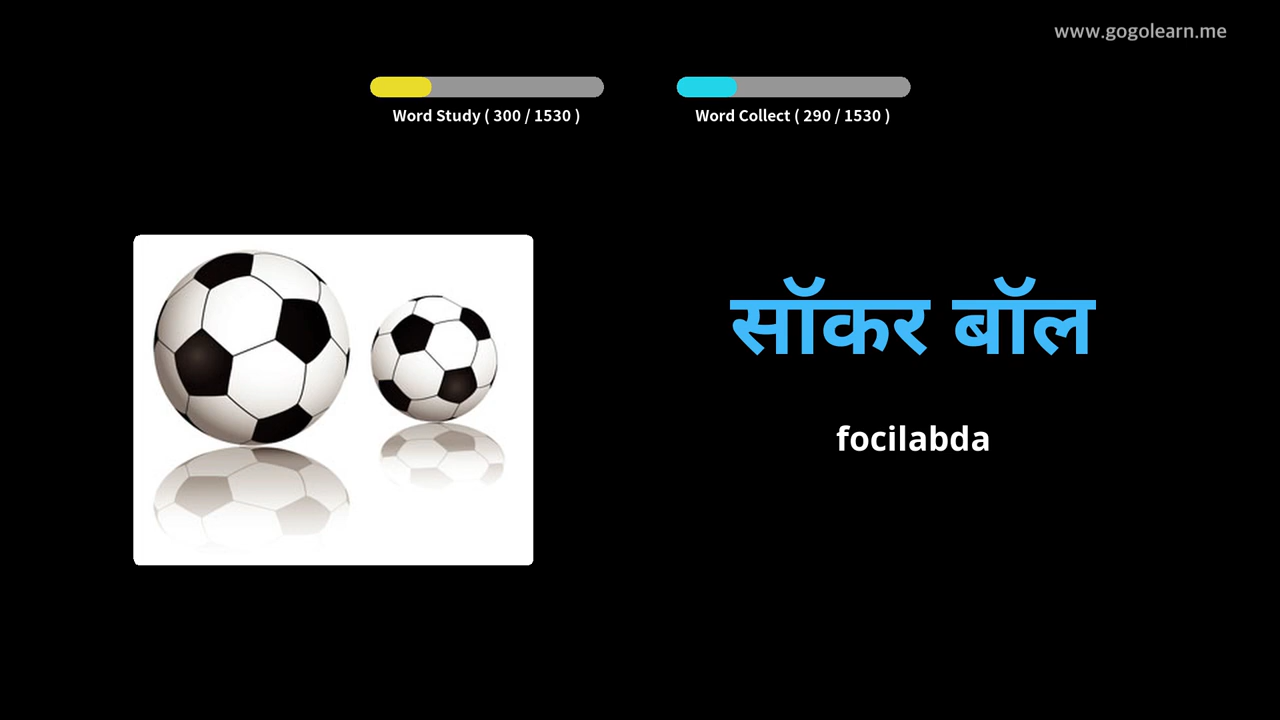 www.gogolearn.me
Word Study ( 300 / 1530 )
Word Collect ( 290 / 1530 )
सॉकर बॉल
focilabda